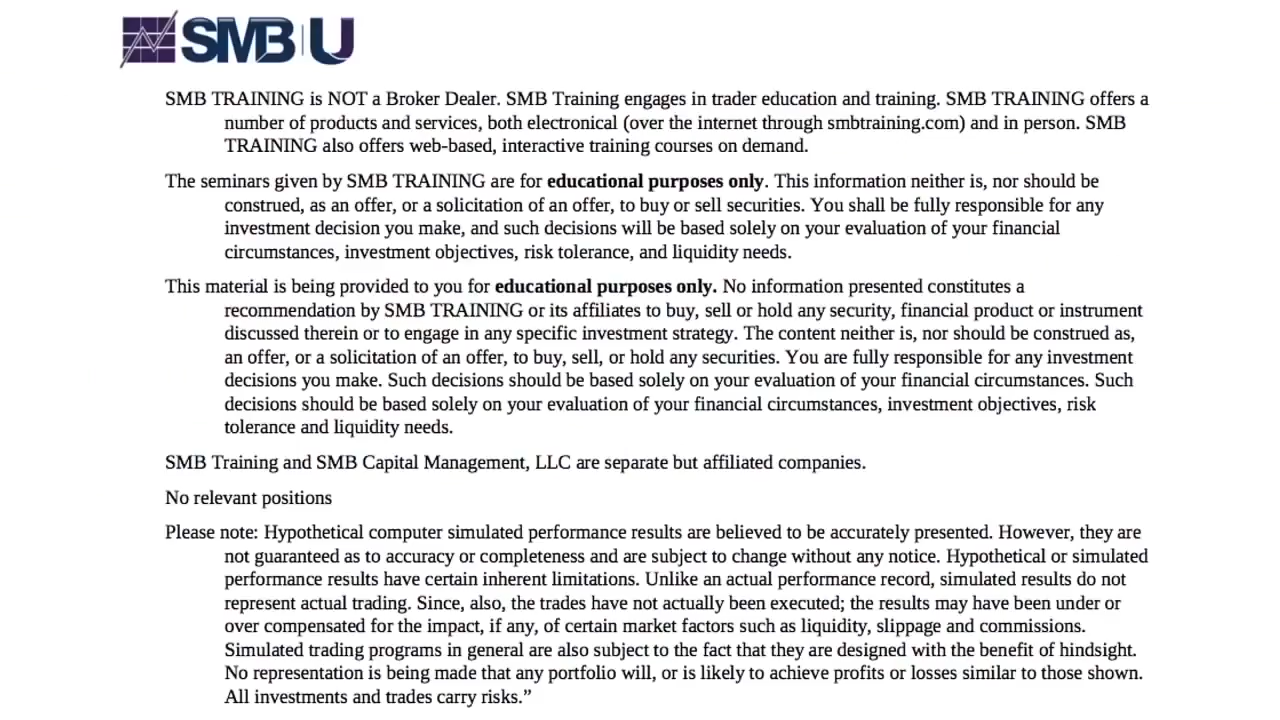 SMB U
SMB TRAINING is NOT a Broker Dealer. SMB Training engages in trader education and training. SMB TRAINING offers a
number of products and services, both electronical (over the internet through smbtraining.com) and in person. SMB
TRAINING also offers web-based, interactive training courses on demand.
The seminars given by SMB TRAINING are for educational purposes only. This information neither is, nor should be
construed, as an offer, or a solicitation of an offer, to buy or sell securities. You shall be fully responsible for any
investment decision you make, and such decisions will be based solely on your evaluation of your financial
circumstances, investment objectives, risk tolerance, and liquidity needs.
This material is being provided to you for educational purposes only. No information presented constitutes a
recommendation by SMB TRAINING or its affiliates to buy, sell or hold any security, financial product or instrument
discussed therein or to engage in any specific investment strategy. The content neither is, nor should be construed as,
an offer, or a solicitation of an offer, to buy, sell, or hold any securities. You are fully responsible for any investment
decisions you make. Such decisions should be based solely on your evaluation of your financial circumstances. Such
decisions should be based solely on your evaluation of your financial circumstances, investment objectives, risk
tolerance and liquidity needs.
SMB Training and SMB Capital Management, LLC are separate but affiliated companies.
No relevant positions
Please note: Hypothetical computer simulated performance results are believed to be accurately presented. However, they are
not guaranteed as to accuracy or completeness and are subject to change without any notice. Hypothetical or simulated
performance results have certain inherent limitations. Unlike an actual performance record, simulated results do not
represent actual trading. Since, also, the trades have not actually been executed; the results may have been under or
over compensated for the impact, if any, of certain market factors such as liquidity, slippage and commissions.
Simulated trading programs in general are also subject to the fact that they are designed with the benefit of hindsight.
No representation is being made that any portfolio will, or is likely to achieve profits or losses similar to those shown.
All investments and trades carry risks.”